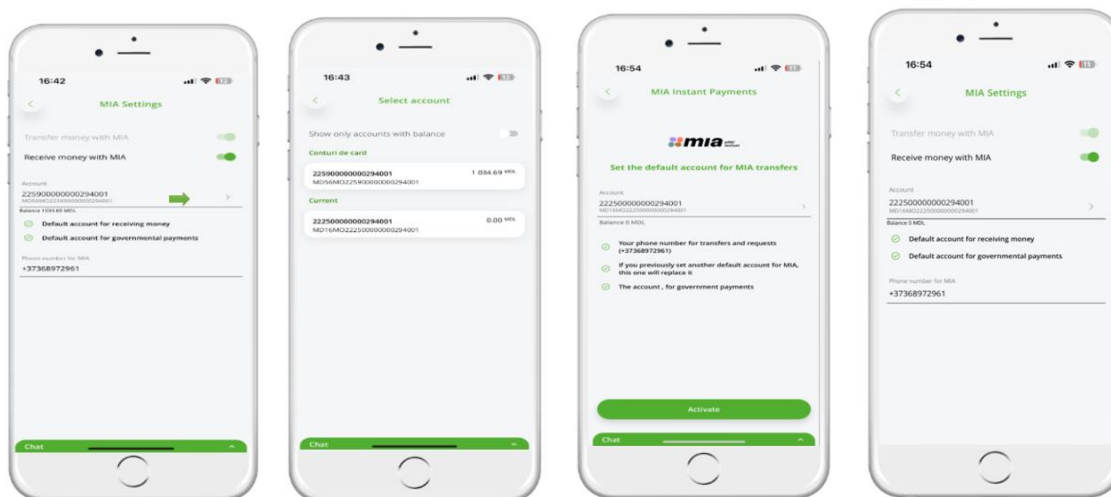 16:42
MIA Settings
Transfer money with MIA
Receive money with MIA
Account
225900000000294001
MD56MO225900000000294001
Balance 1 084.69 MDL
Default account for receiving money
Default account for governmental payments
Phone number for MIA
+37368972961
Chat
16:43
Select account
Show only accounts with balance
Conturi de card
225900000000294001
1 084.69 MDL
MD56MO225900000000294001
Current
222500000000294001
0.00 MDL
MD16MO222500000000294001
Chat
16:54
MIA Instant Payments
mia
Set the default account for MIA transfers
Account
222500000000294001
MD16MO222500000000294001
Balance 0 MDL
Your phone number for transfers and requests
(+37368972961)
If you previously set another default account for MIA,
this one will replace it
The account , for government payments
Activate
Chat
16:54
MIA Settings
Transfer money with MIA
Receive money with MIA
Account
222500000000294001
MD16MO222500000000294001
Balance 0 MDL
Default account for receiving money
Default account for governmental payments
Phone number for MIA
+37368972961